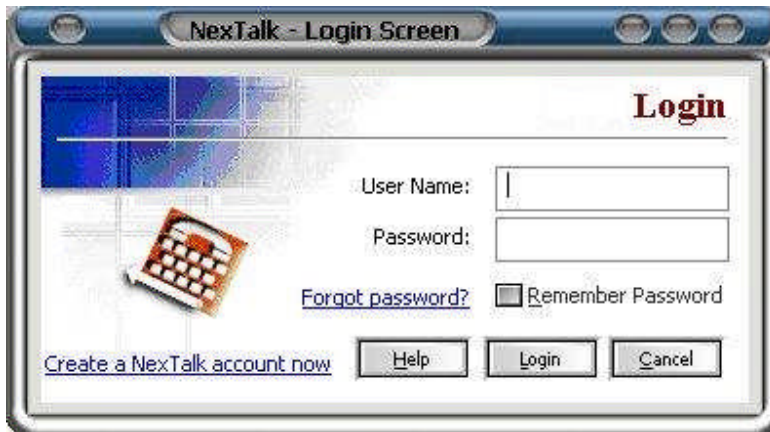 NexTalk - Login Screen
Login
User Name:
Password:
Forgot password? Remember Password
Create a NexTalk account now Help Login Cancel